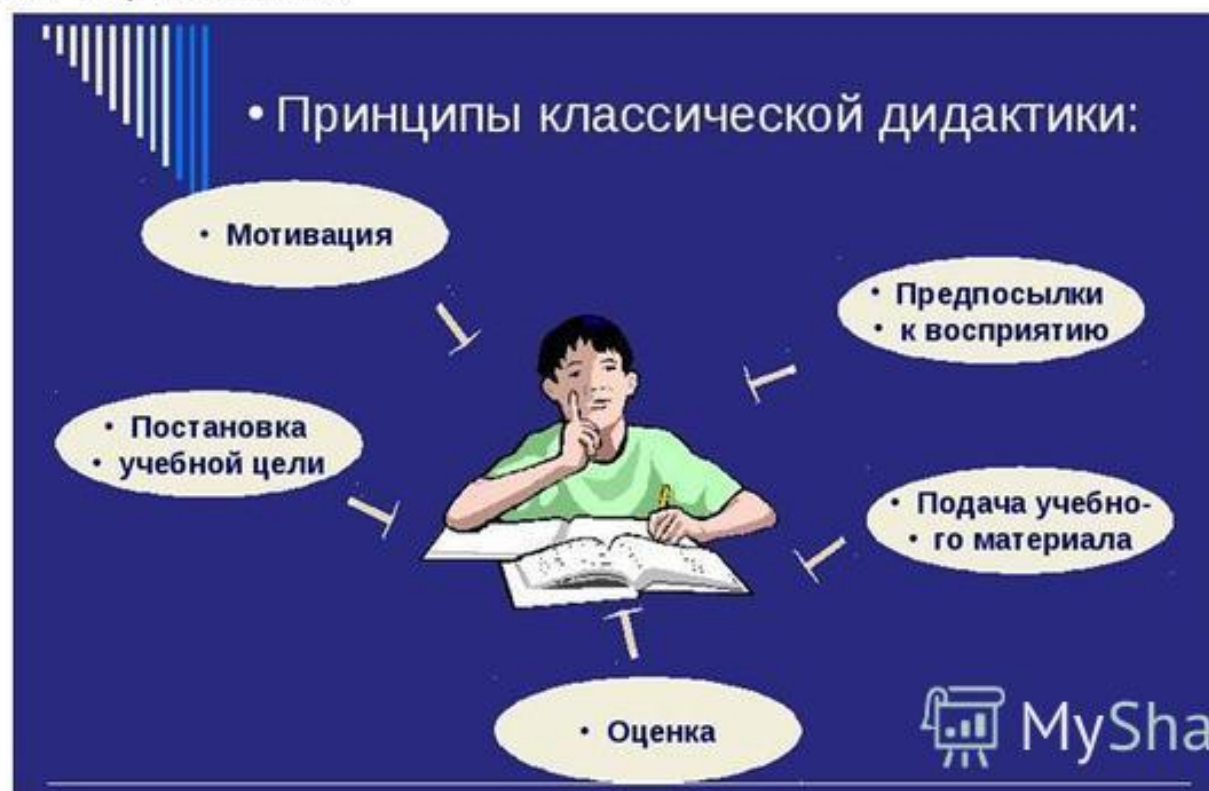 • Принципы классической дидактики:
• Мотивация
• Предпосылки
• к восприятию
• Постановка
• учебной цели
• Подача учебно-
• го материала
• Оценка
MySha